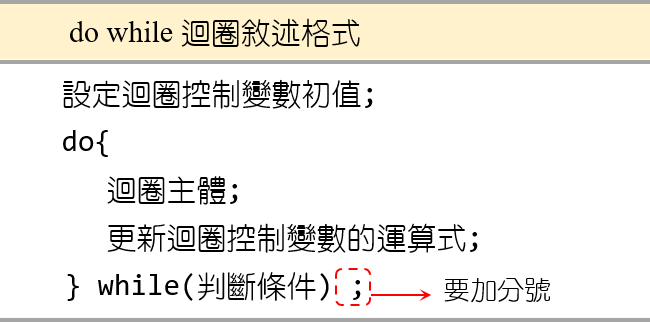 do while 迴圈敘述格式
設定迴圈控制變數初值;
do{
迴圈主體;
更新迴圈控制變數的運算式;
} while(判斷條件) ; 要加分號